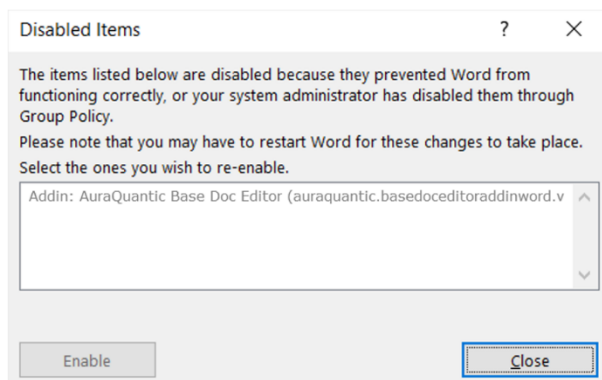 Disabled Items
?
The items listed below are disabled because they prevented Word from
functioning correctly, or your system administrator has disabled them through
Group Policy.
Please note that you may have to restart Word for these changes to take place.
Select the ones you wish to re-enable.
Addin: AuraQuantic Base Doc Editor (auraquantic.basedoceditoraddinword.v
Enable
Close